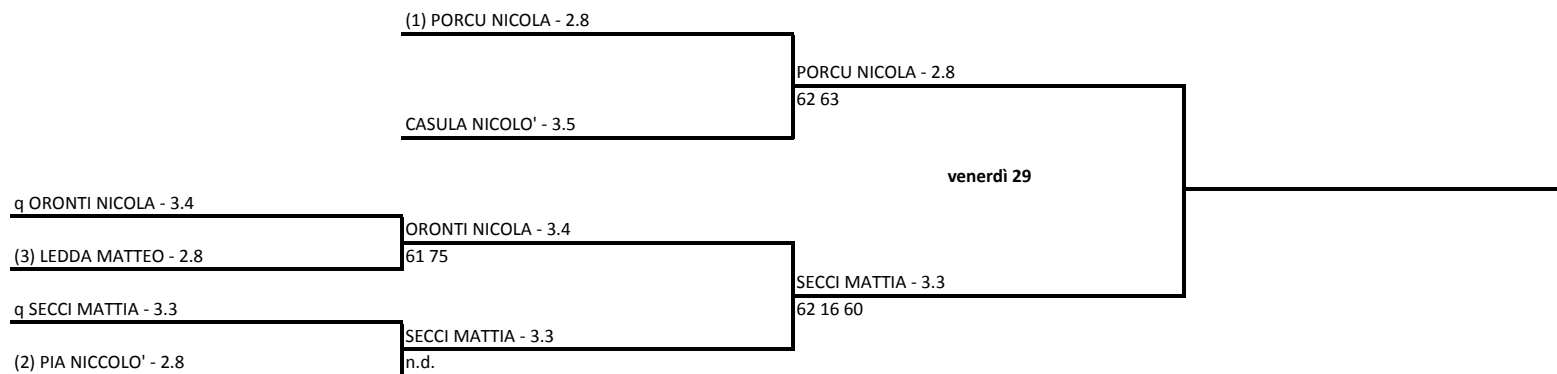 (1) PORCU NICOLA - 2.8
PORCU NICOLA - 2.8
62 63
CASULA NICOLO' - 3.5
venerdì 29
q ORONTI NICOLA - 3.4
ORONTI NICOLA - 3.4
(3) LEDDA MATTEO - 2.8
61 75
SECCI MATTIA - 3.3
q SECCI MATTIA - 3.3
62 16 60
SECCI MATTIA - 3.3
(2) PIA NICCOLO' - 2.8
n.d.